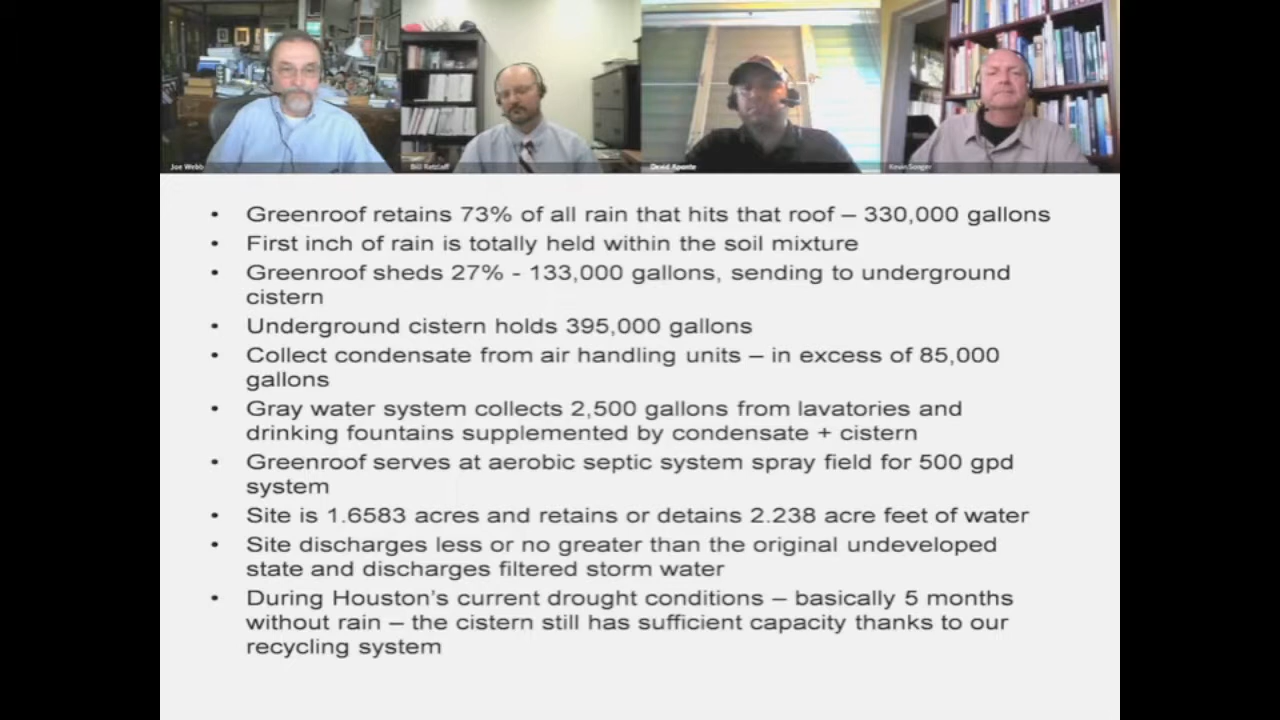 Joe Webb
Bill Retzlaff
David Aponte
Kevin Songer
• Greenroof retains 73% of all rain that hits that roof – 330,000 gallons
• First inch of rain is totally held within the soil mixture
• Greenroof sheds 27% - 133,000 gallons, sending to underground
cistern
• Underground cistern holds 395,000 gallons
• Collect condensate from air handling units – in excess of 85,000
gallons
• Gray water system collects 2,500 gallons from lavatories and
drinking fountains supplemented by condensate + cistern
• Greenroof serves at aerobic septic system spray field for 500 gpd
system
• Site is 1.6583 acres and retains or detains 2.238 acre feet of water
• Site discharges less or no greater than the original undeveloped
state and discharges filtered storm water
• During Houston's current drought conditions – basically 5 months
without rain – the cistern still has sufficient capacity thanks to our
recycling system